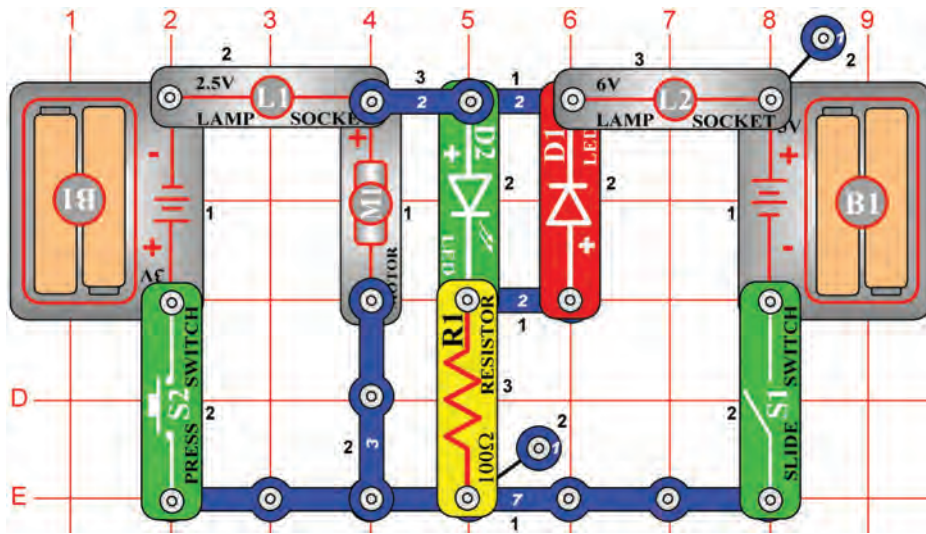 1 2 3 4 5 6 7 8 9
2 3 1 3 1 2
2.5V L1 2 2 6V L2
LAMP SOCKET LAMP SOCKET 3V
- + D2 D1 LED +
B1 1 M1 1 2 2 1 B1
+ + -
3V MOTOR LED
R1 2 1
RESISTOR
PRESS SWITCH SLIDE SWITCH
D S2 2 2 3 3 2 S1
100Ω 1 2
E 7
1